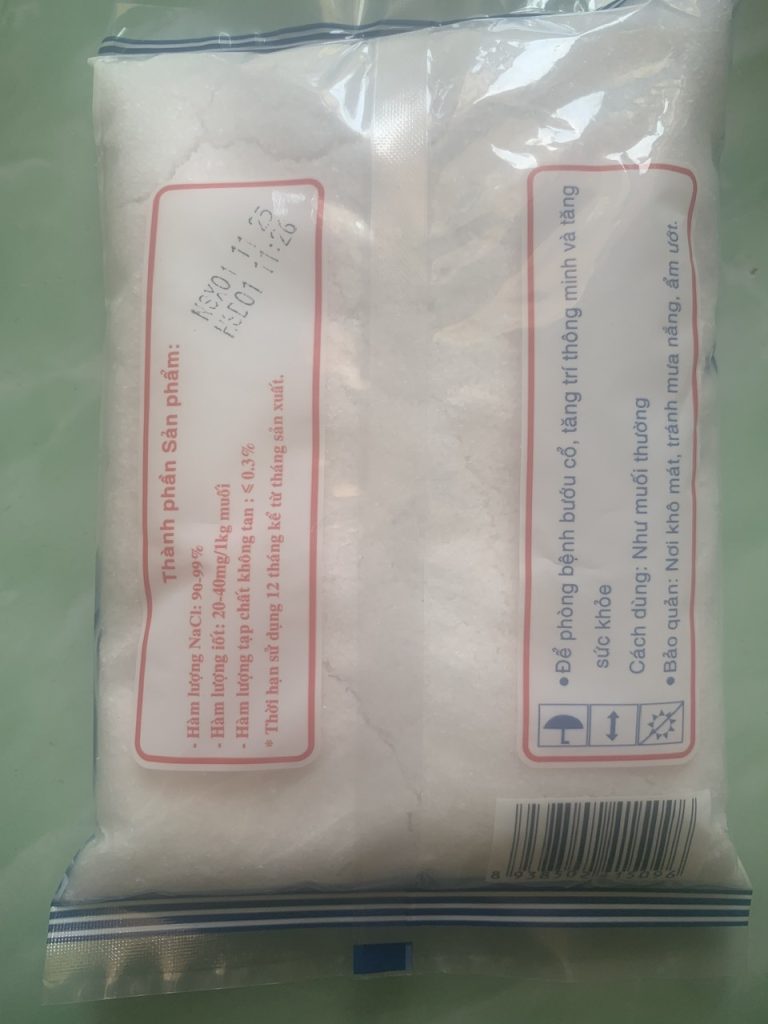 Thành phần Sản phẩm:
- Hàm lượng NaCl: 90-99%
- Hàm lượng iốt: 20-40mg/1kg muối
- Hàm lượng tạp chất không tan : ≤ 0.3%
* Thời hạn sử dụng 12 tháng kể từ tháng sản xuất.
NSX01 11 25
HSD01 11:26
●Để phòng bệnh bướu cổ, tăng trí thông minh và tăng
sức khỏe
Cách dùng: Như muối thường
●Bảo quản: Nơi khô mát, tránh mưa nắng, ẩm ướt.